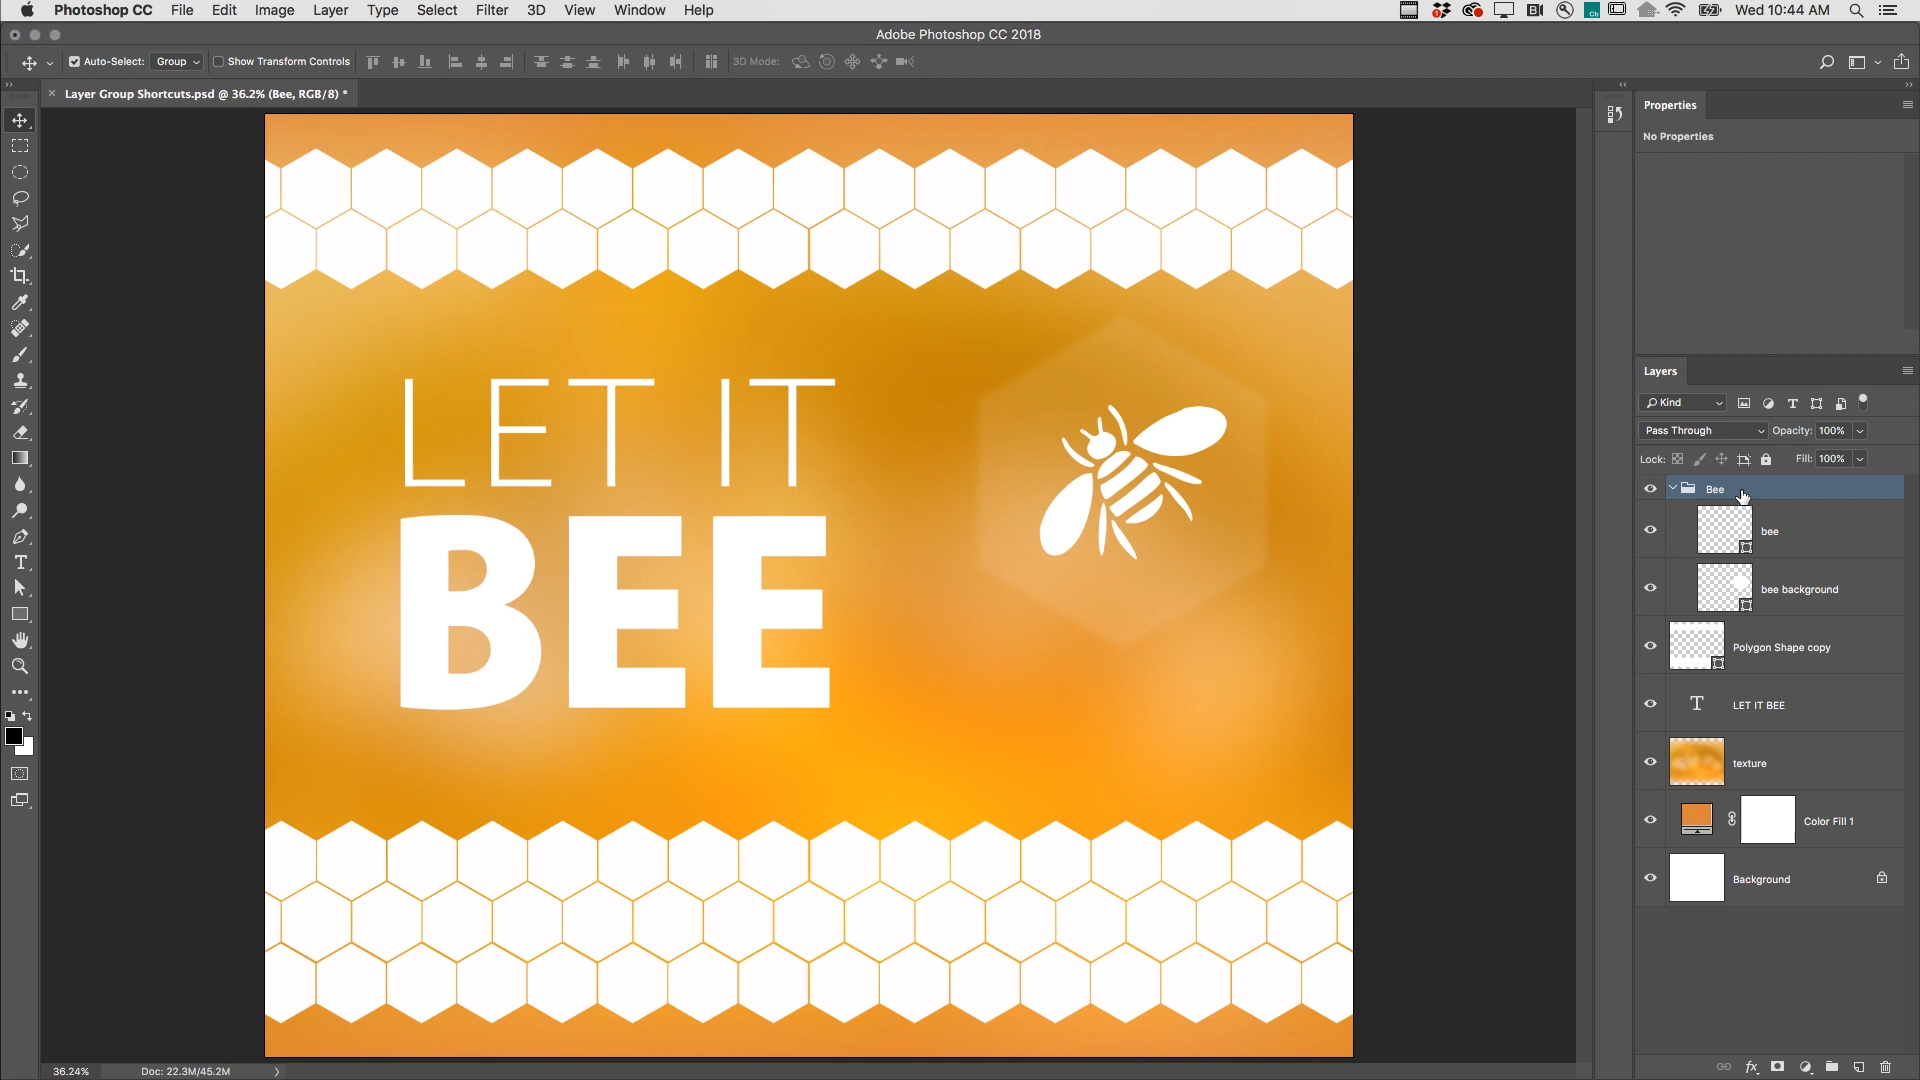 Photoshop CC File Edit Image Layer Type Select Filter 3D View Window Help Wed 10:44 AM
Adobe Photoshop CC 2018
Auto-Select: Group Show Transform Controls 3D Mode:
Layer Group Shortcuts.psd @ 36.2% (Bee, RGB/8) *
Properties
No Properties
LET IT
BEE
Layers
Kind
Pass Through Opacity: 100%
Lock: Fill: 100%
Bee
bee
bee background
Polygon Shape copy
T LET IT BEE
texture
Color Fill 1
Background
36.24% Doc: 22.3M/45.2M